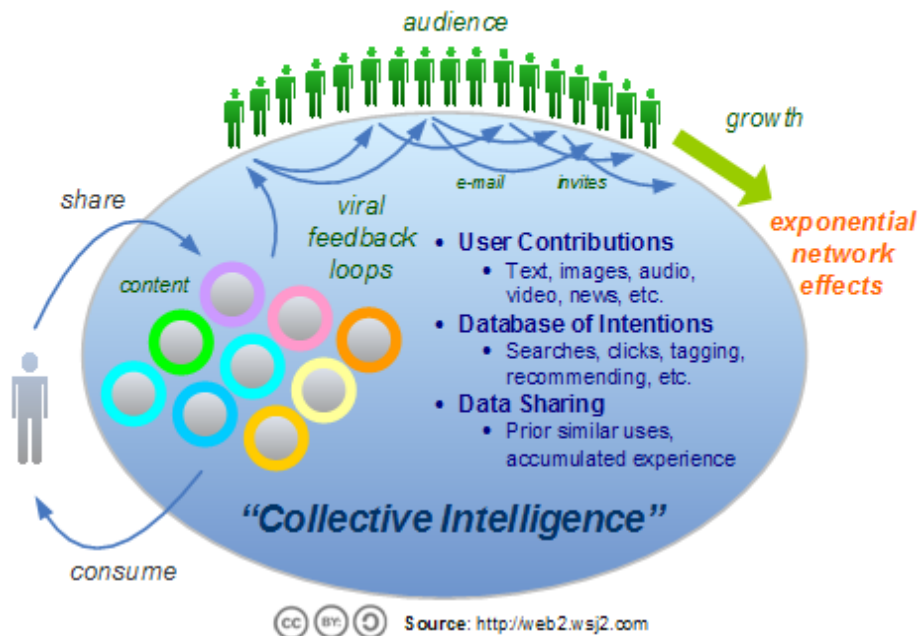 audience
growth
share
e-mail
invites
viral
feedback
loops
content
exponential
network
effects
• User Contributions
• Text, images, audio,
video, news, etc.
• Database of Intentions
• Searches, clicks, tagging,
recommending, etc.
• Data Sharing
• Prior similar uses,
accumulated experience
“Collective Intelligence”
consume
CC BY: Source: http://web2.wsj2.com